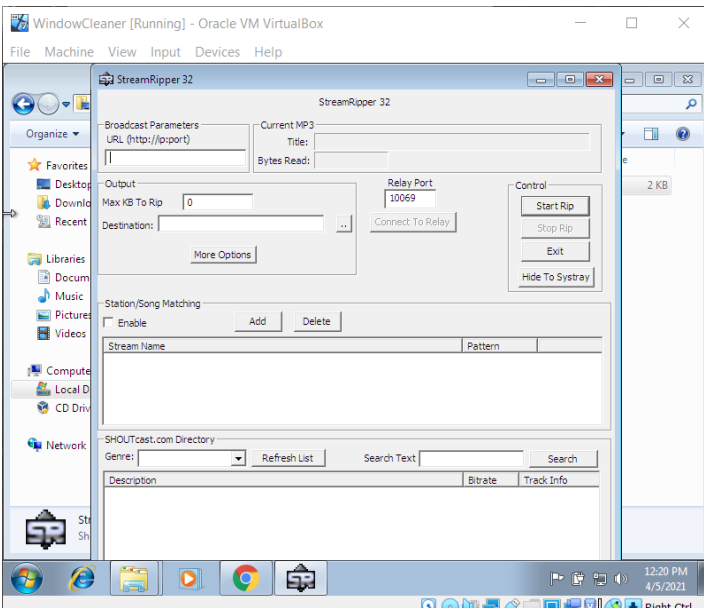 WindowCleaner [Running] - Oracle VM VirtualBox
File Machine View Input Devices Help
StreamRipper 32
StreamRipper 32
Organize
Favorites
Desktop
Downlo
Recent
Libraries
Docum
Music
Pictures
Videos
Compute
Local D
CD Driv
Network
Broadcast Parameters
URL (http://ip:port)
Current MP3
Title:
Bytes Read:
Output
Max KB To Rip 0
Destination: ..
More Options
Relay Port
10069
Connect To Relay
Control
Start Rip
Stop Rip
Exit
Hide To Systray
Station/Song Matching
Enable Add Delete
Stream Name Pattern
SHOUTcast.com Directory
Genre: Refresh List Search Text Search
Description Bitrate Track Info
e
2 KB
Str
Sh
SR
SR
12:20 PM
4/5/2021
Right Ctrl